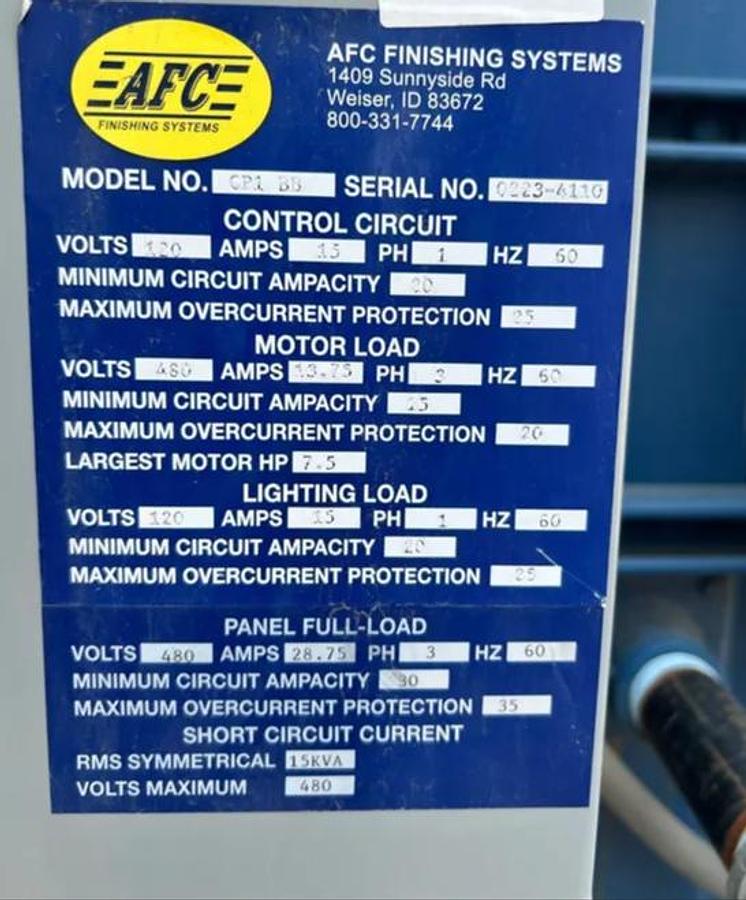 AFC
FINISHING SYSTEMS
AFC FINISHING SYSTEMS
1409 Sunnyside Rd
Weiser, ID 83672
800-331-7744
MODEL NO. CP1 BB SERIAL NO. 0223-4110
CONTROL CIRCUIT
VOLTS 120 AMPS 15 PH 1 HZ 60
MINIMUM CIRCUIT AMPACITY 20
MAXIMUM OVERCURRENT PROTECTION 25
MOTOR LOAD
VOLTS 480 AMPS 13.75 PH 3 HZ 60
MINIMUM CIRCUIT AMPACITY 15
MAXIMUM OVERCURRENT PROTECTION 20
LARGEST MOTOR HP 7.5
LIGHTING LOAD
VOLTS 120 AMPS 15 PH 1 HZ 60
MINIMUM CIRCUIT AMPACITY 20
MAXIMUM OVERCURRENT PROTECTION 25
PANEL FULL-LOAD
VOLTS 480 AMPS 28.75 PH 3 HZ 60
MINIMUM CIRCUIT AMPACITY 30
MAXIMUM OVERCURRENT PROTECTION 35
SHORT CIRCUIT CURRENT
RMS SYMMETRICAL 15KVA
VOLTS MAXIMUM 480